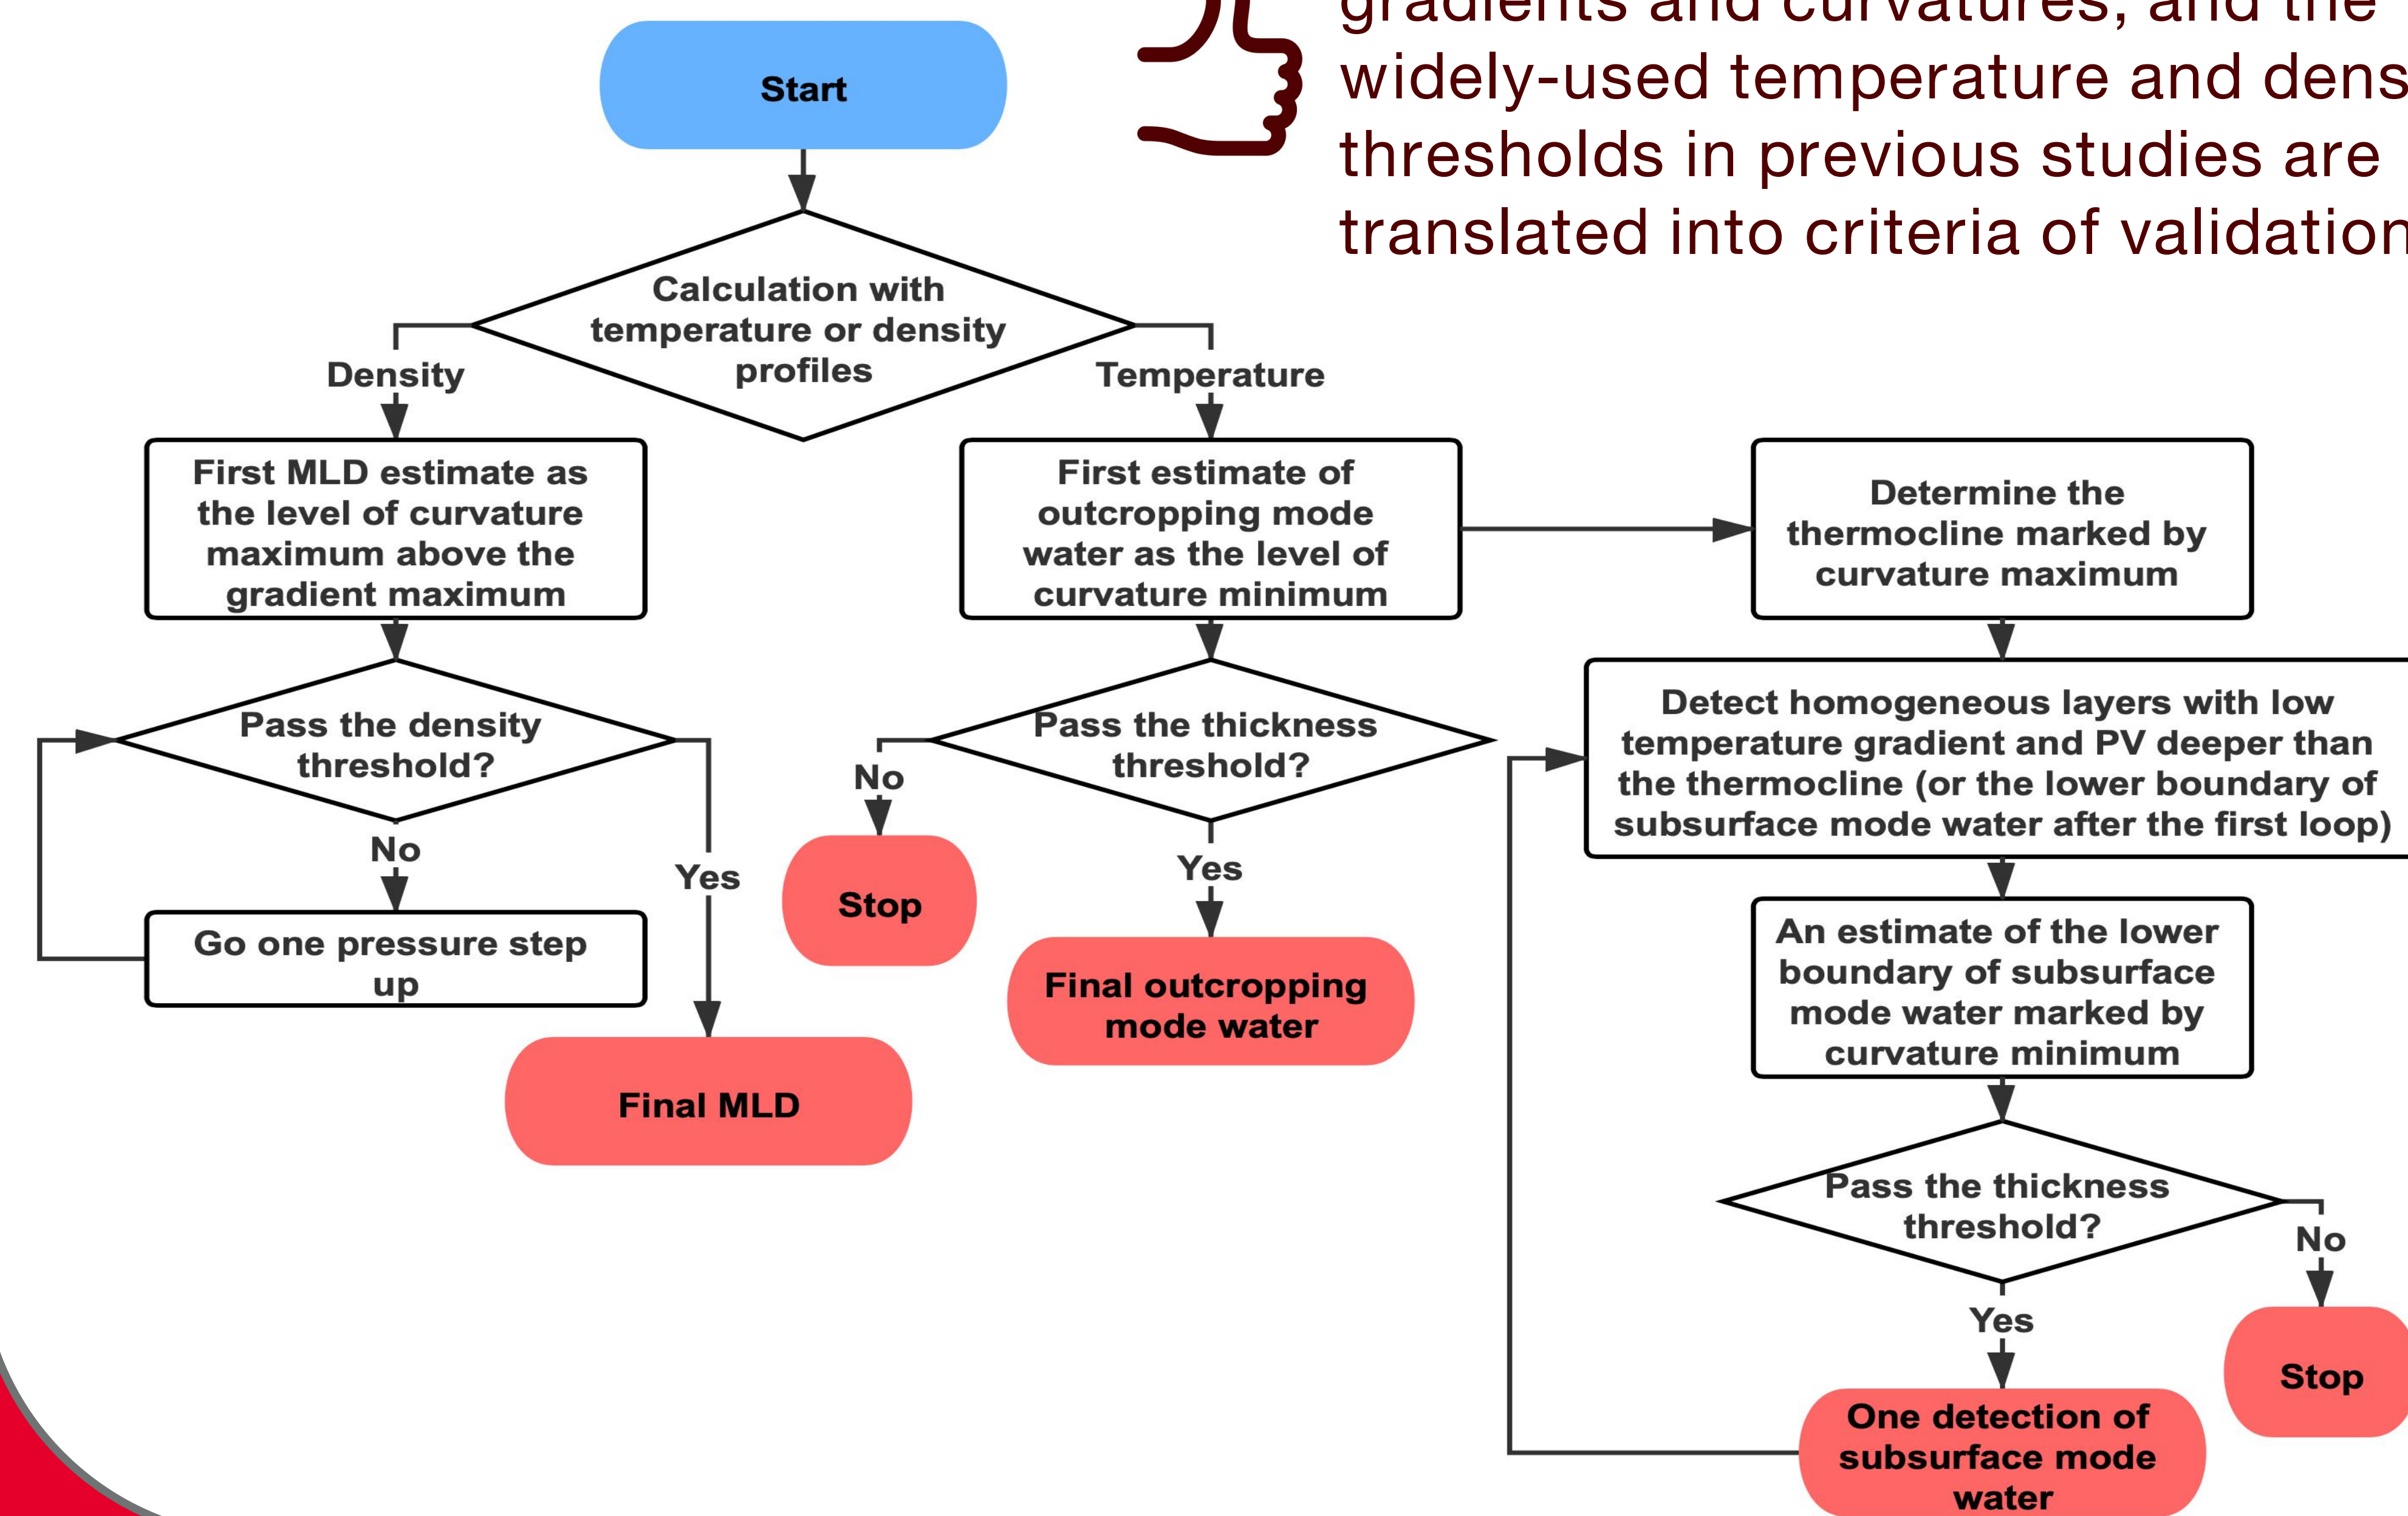 gradients and curvatures, and the
widely-used temperature and dens
thresholds in previous studies are
translated into criteria of validation
Start
Calculation with
temperature or density
profiles
Density
Temperature
First MLD estimate as
the level of curvature
maximum above the
gradient maximum
First estimate of
outcropping mode
water as the level of
curvature minimum
Determine the
thermocline marked by
curvature maximum
Pass the density
threshold?
No
Yes
Go one pressure step
up
Final MLD
Pass the thickness
threshold?
No
Stop
Yes
Final outcropping
mode water
Detect homogeneous layers with low
temperature gradient and PV deeper than
the thermocline (or the lower boundary of
subsurface mode water after the first loop)
An estimate of the lower
boundary of subsurface
mode water marked by
curvature minimum
Pass the thickness
threshold?
No
Stop
Yes
One detection of
subsurface mode
water